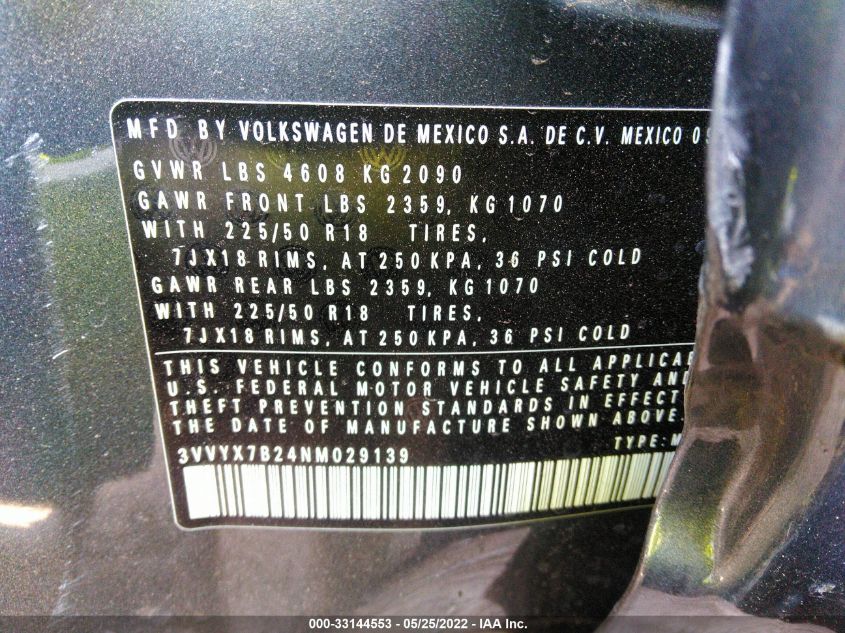 MFD BY VOLKSWAGEN DE MEXICO S.A. DE C.V. MEXICO
GVWR LBS 4608 KG 2090
GAWR FRONT LBS 2359, KG 1070
WITH 225/50 R18 TIRES,
7JX18 RIMS, AT 250 KPA, 36 PSI COLD
GAWR REAR LBS 2359, KG 1070
WITH 225/50 R18 TIRES,
7JX18 RIMS, AT 250 KPA, 36 PSI COLD
THIS VEHICLE CONFORMS TO ALL
U.S. FEDERAL MOTOR VEHICLE SAFETY AND
THEFT PREVENTION STANDARDS IN EFFECT
THE DATE OF MANUFACTURE SHOWN ABOVE.
3VVYX7B24NM029139 TYPE:
000-33144553 - 05/25/2022 - IAA Inc.